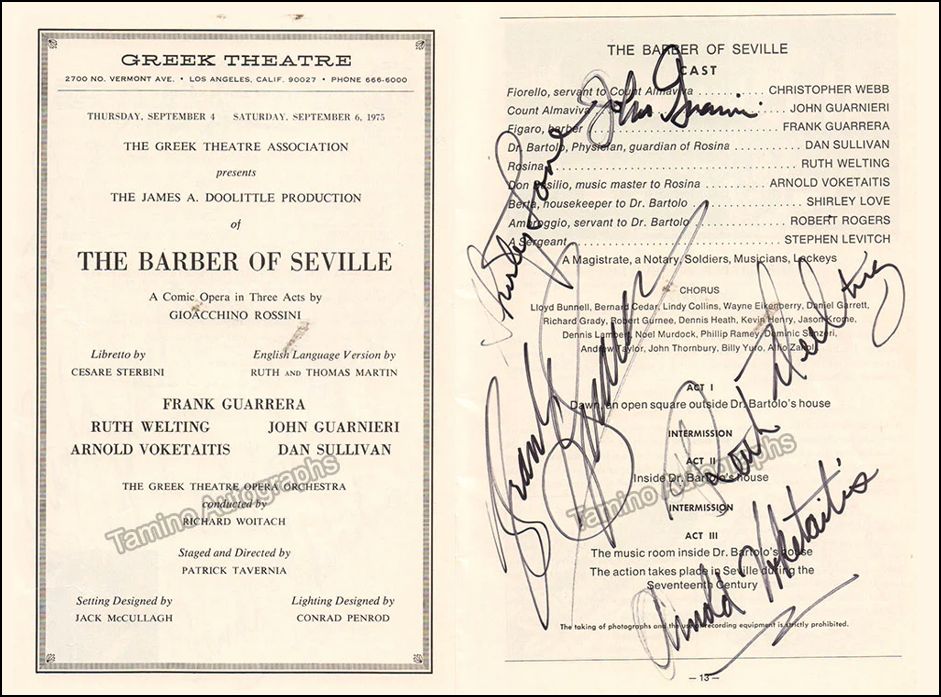 GREEK THEATRE
2700 NO. VERMONT AVE. • LOS ANGELES, CALIF. 90027 • PHONE 666-6000
THURSDAY, SEPTEMBER 4 SATURDAY, SEPTEMBER 6, 1975
THE GREEK THEATRE ASSOCIATION
presents
THE JAMES A. DOOLITTLE PRODUCTION
of
THE BARBER OF SEVILLE
A Comic Opera in Three Acts by
GIOACCHINO ROSSINI
Libretto by English Language Version by
CESARE STERBINI RUTH AND THOMAS MARTIN
FRANK GUARRERA
RUTH WELTING JOHN GUARNIERI
ARNOLD VOKETAITIS DAN SULLIVAN
THE GREEK THEATRE OPERA ORCHESTRA
conducted by
RICHARD WOITACH
Staged and Directed by
PATRICK TAVERNIA
Setting Designed by Lighting Designed by
JACK McCULLAGH CONRAD PENROD
Tamino Autographs
THE BARBER OF SEVILLE
CAST
Fiorello, servant to Count Almaviva CHRISTOPHER WEBB
Count Almaviva JOHN GUARNIERI
Figaro, barber FRANK GUARRERA
Dr. Bartolo, Physician, guardian of Rosina DAN SULLIVAN
Rosina RUTH WELTING
Don Basilio, music master to Rosina ARNOLD VOKETAITIS
Berta, housekeeper to Dr. Bartolo SHIRLEY LOVE
Ambroggio, servant to Dr. Bartolo ROBERT ROGERS
A Sergeant STEPHEN LEVITCH
A Magistrate, a Notary, Soldiers, Musicians, Lackeys
CHORUS
Lloyd Bunnell, Bernard Cedar, Lindy Collins, Wayne Eikenberry, Daniel Garrett,
Richard Grady, Robert Gurnee, Dennis Heath, Kevin Henry, Jason Krome,
Dennis Lambert, Noel Murdock, Phillip Ramey, Dominic Sanzeri,
Andrew Taylor, John Thornbury, Billy Yuro, Alfio
ACT I
Dawn, an open square outside Dr. Bartolo's house
INTERMISSION
ACT II
Inside Dr. Bartolo's house
INTERMISSION
ACT III
The music room inside Dr. Bartolo's house
The action takes place in Seville during the
Seventeenth Century
The taking of photographs and the use of recording equipment is strictly prohibited.
— 13 —
John Guarnieri
Shirley Love
Frank Guarrera
Ruth Welting
Arnold Voketaitis
Tamino Autographs